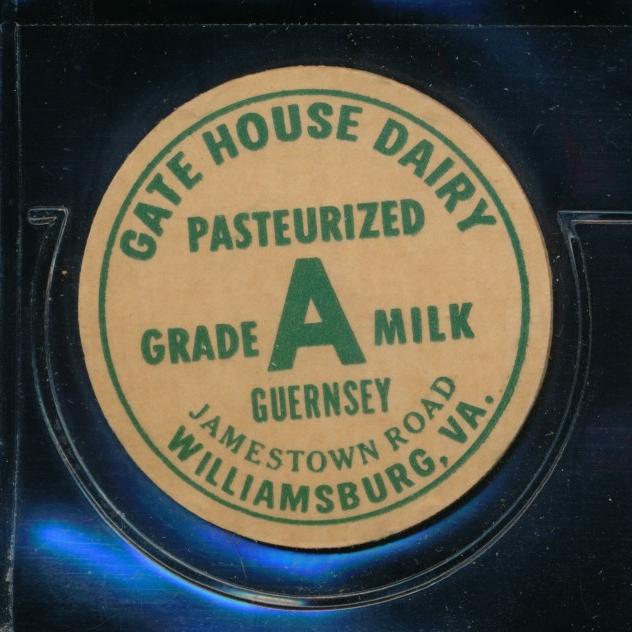 GATE HOUSE DAIRY
PASTEURIZED
GRADE A MILK
GUERNSEY
JAMESTOWN ROAD
WILLIAMSBURG, VA.